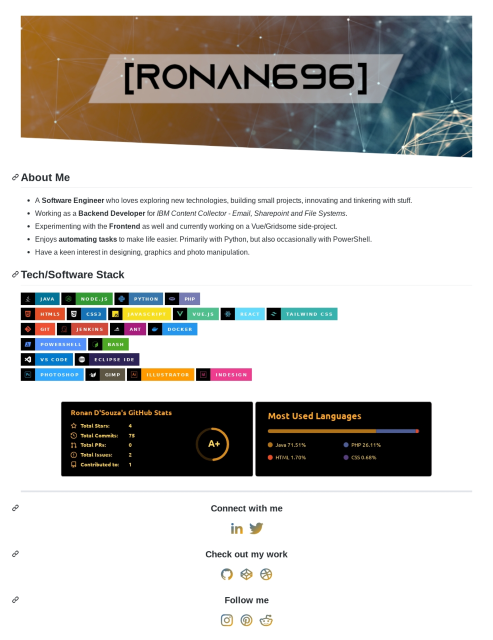 [RONAN696]
About Me
A Software Engineer who loves exploring new technologies, building small projects, innovating and tinkering with stuff.
Working as a Backend Developer for IBM Content Collector - Email, Sharepoint and File Systems.
Experimenting with the Frontend as well and currently working on a Vue/Gridsome side-project.
Enjoys automating tasks to make life easier. Primarily with Python, but also occasionally with PowerShell.
Have a keen interest in designing, graphics and photo manipulation.
Tech/Software Stack
JAVA NODE.JS PYTHON PHP
HTML5 CSS3 JAVASCRIPT VUE.JS REACT TAILWIND CSS
GIT JENKINS ANT DOCKER
POWERSHELL BASH
VS CODE ECLIPSE IDE
PHOTOSHOP GIMP ILLUSTRATOR INDESIGN
Ronan D'Souza's GitHub Stats
Total Stars: 4
Total Commits: 75
Total PRs: 0
Total Issues: 2
Contributed to: 1
A+
Most Used Languages
Java 71.51% PHP 26.11%
HTML 1.70% CSS 0.68%
Connect with me
Check out my work
Follow me